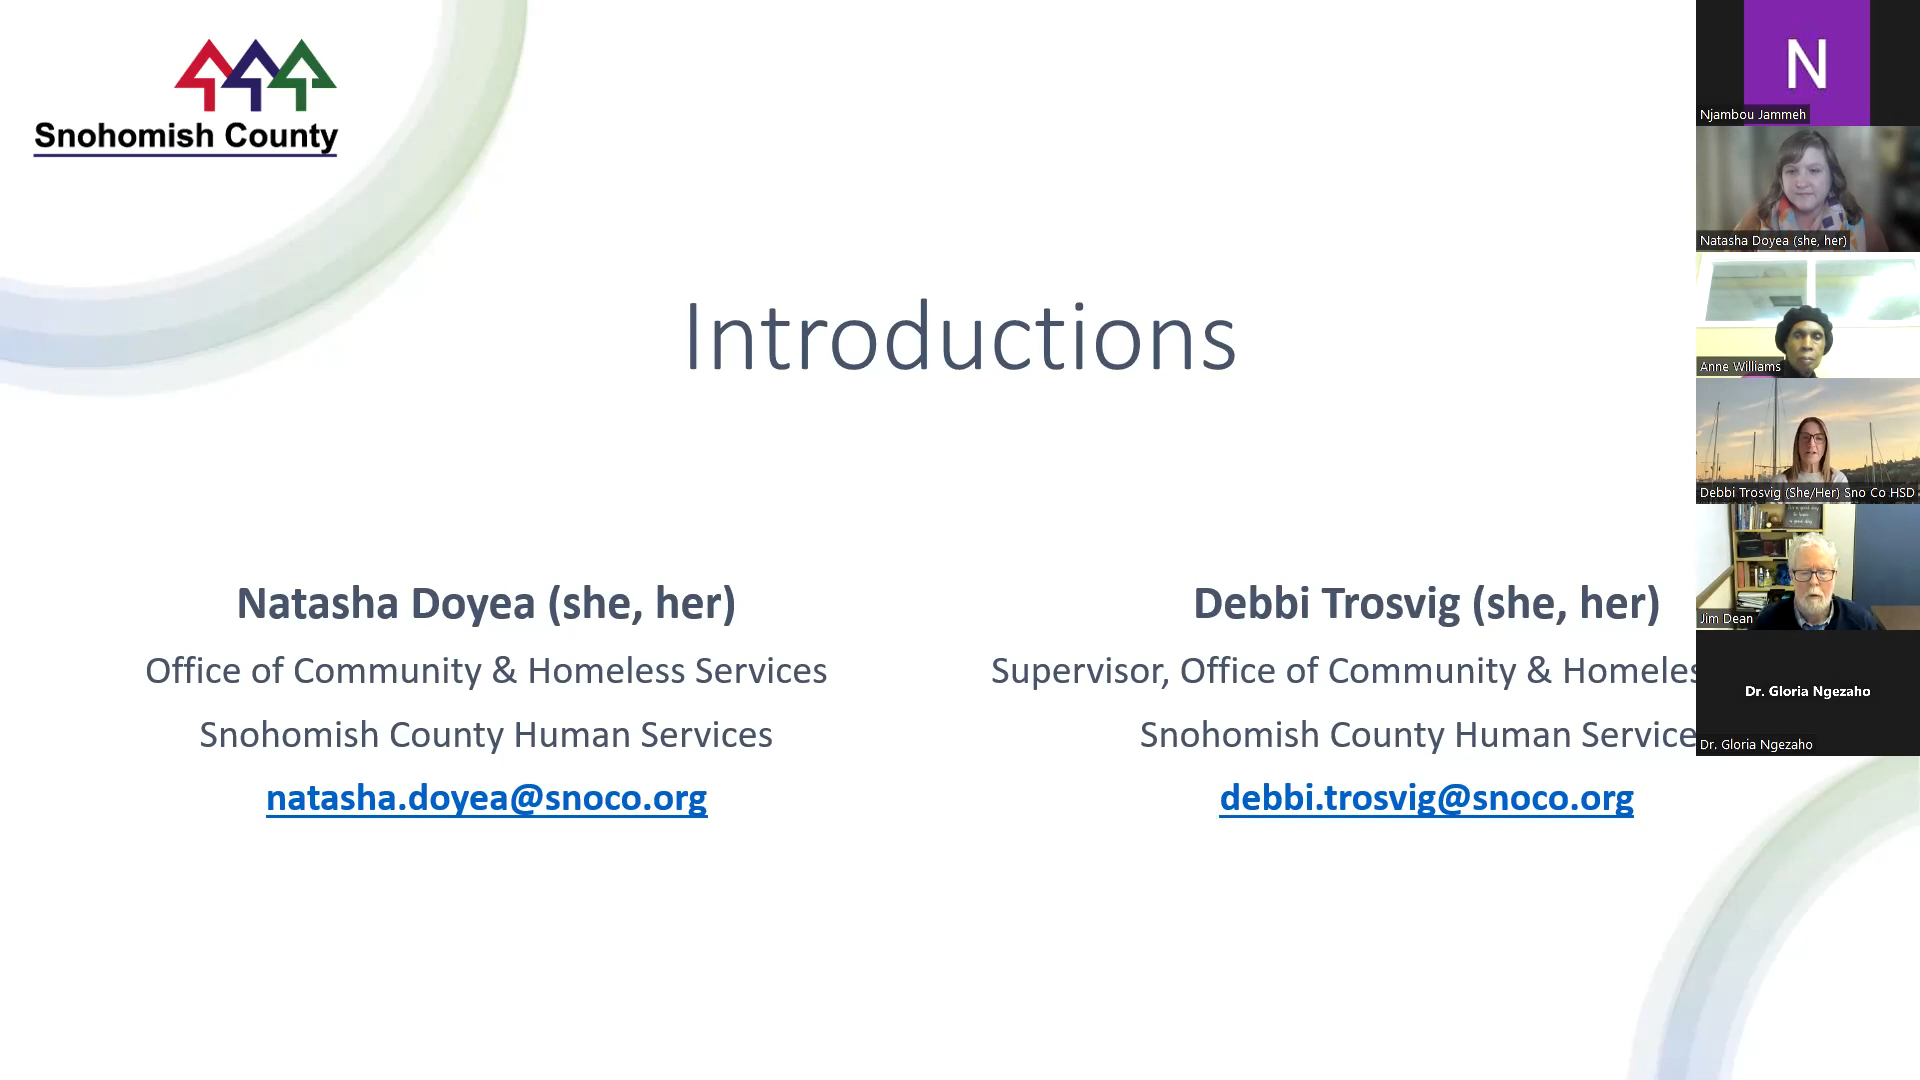 Snohomish County
Introductions
Natasha Doyea (she, her)
Office of Community & Homeless Services
Snohomish County Human Services
natasha.doyea@snoco.org
Debbi Trosvig (she, her)
Supervisor, Office of Community & Homeles
Snohomish County Human Service
debbi.trosvig@snoco.org
N
Njambou Jammeh
Natasha Doyea (she, her)
Anne Williams
Debbi Trosvig (She/Her) Sno Co HSD
Jim Dean
Dr. Gloria Ngezaho
Dr. Gloria Ngezaho